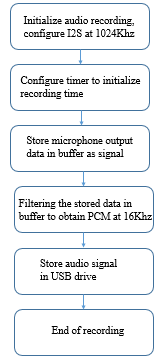 Initialize audio recording,
configure I2S at 1024Khz
Configure timer to initialize
recording time
Store microphone output
data in buffer as signal
Filtering the stored data in
buffer to obtain PCM at 16Khz
Store audio signal
in USB drive
End of recording